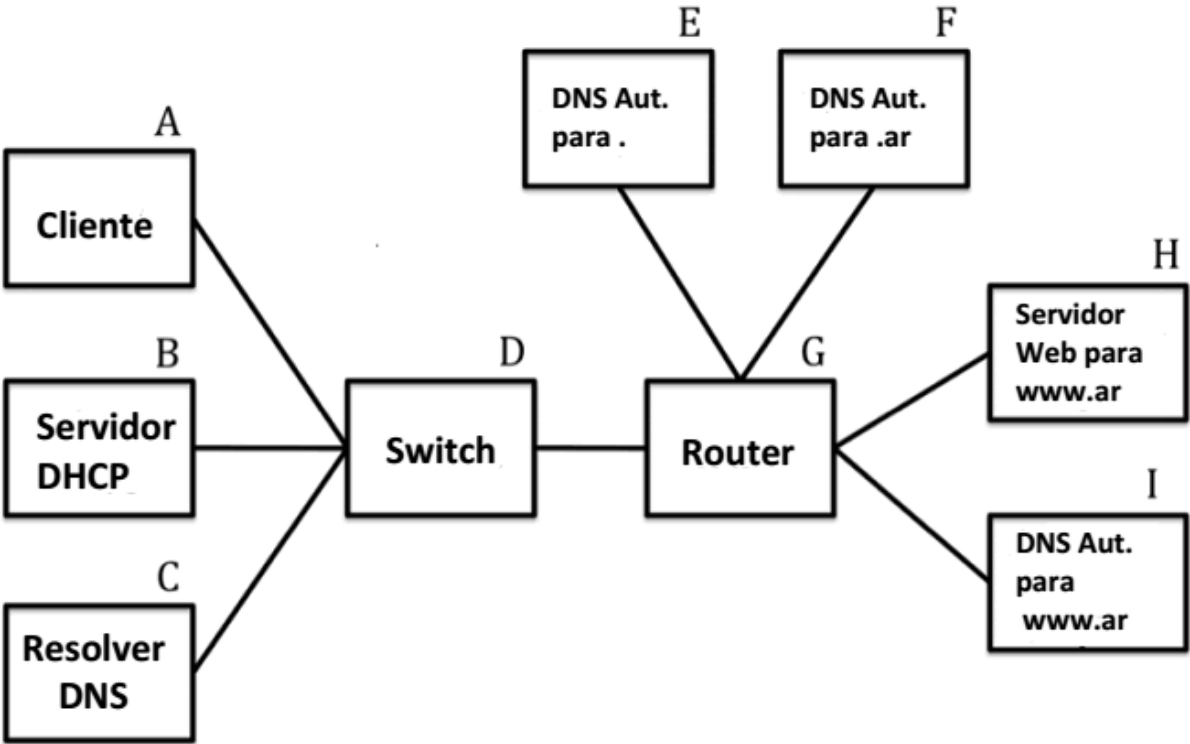 A
Cliente
B
Servidor
DHCP
C
Resolver
DNS
D
Switch
E
DNS Aut.
para .
F
DNS Aut.
para .ar
G
Router
H
Servidor
Web para
www.ar
I
DNS Aut.
para
www.ar